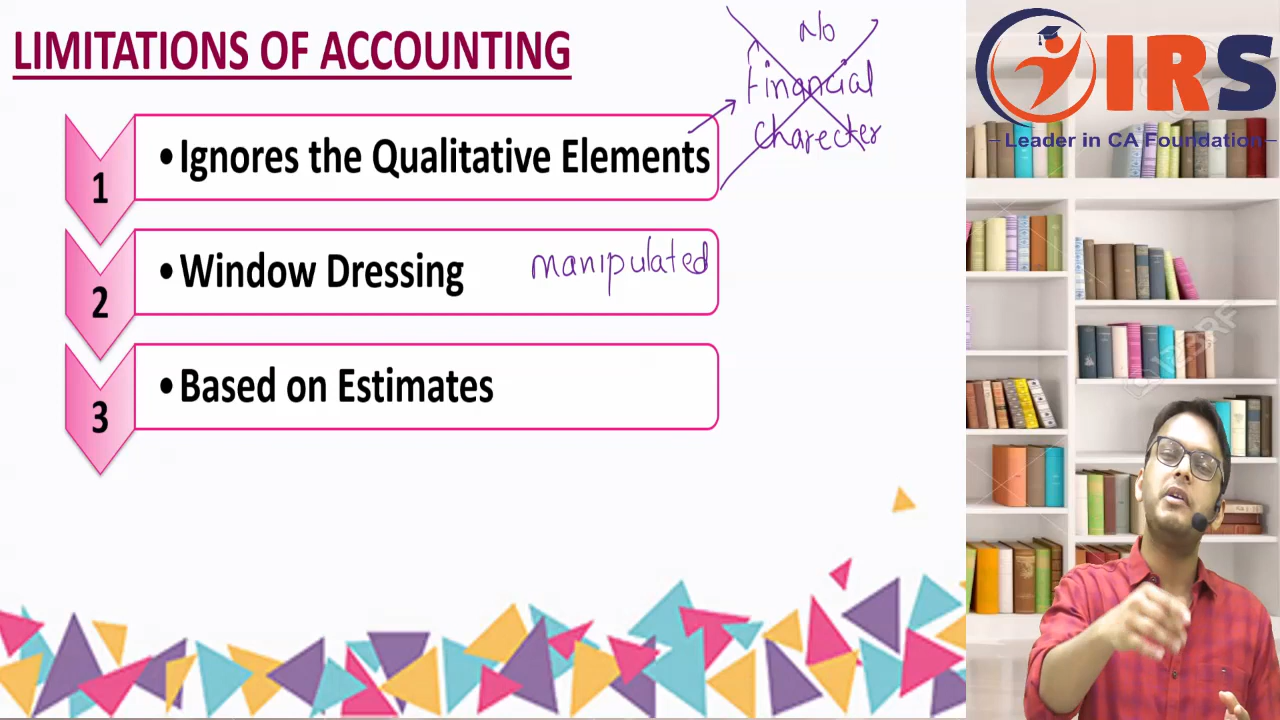 LIMITATIONS OF ACCOUNTING
a/o
Financial
Charecter
1
•Ignores the Qualitative Elements
2
•Window Dressing
manipulated
3
•Based on Estimates
IRS
Leader in CA Foundation
123RF